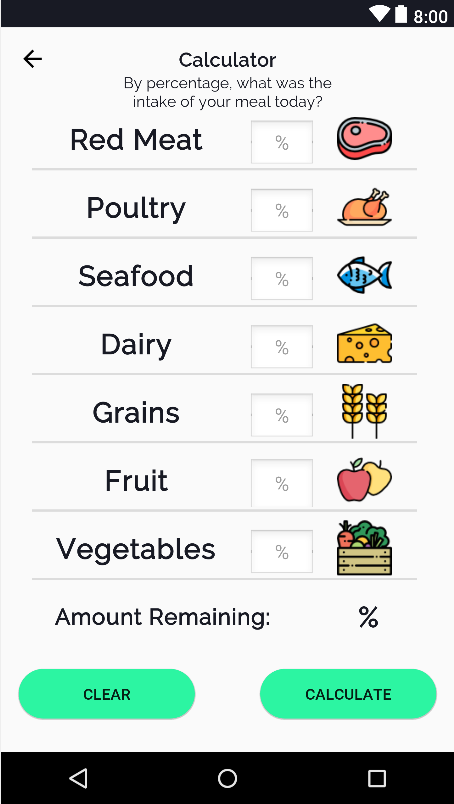 8:00
Calculator
By percentage, what was the
intake of your meal today?
Red Meat %
Poultry %
Seafood %
Dairy %
Grains %
Fruit %
Vegetables %
Amount Remaining: %
CLEAR CALCULATE